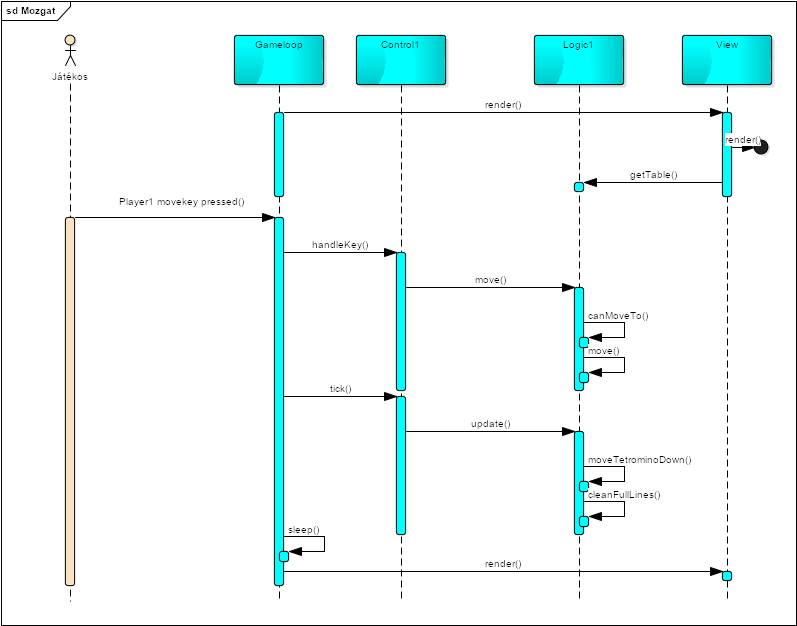 sd Mozgat
Játékos
Gameloop
Control1
Logic1
View
render()
render()
getTable()
Player1 movekey pressed()
handleKey()
move()
canMoveTo()
move()
tick()
update()
moveTetrominoDown()
cleanFullLines()
sleep()
render()